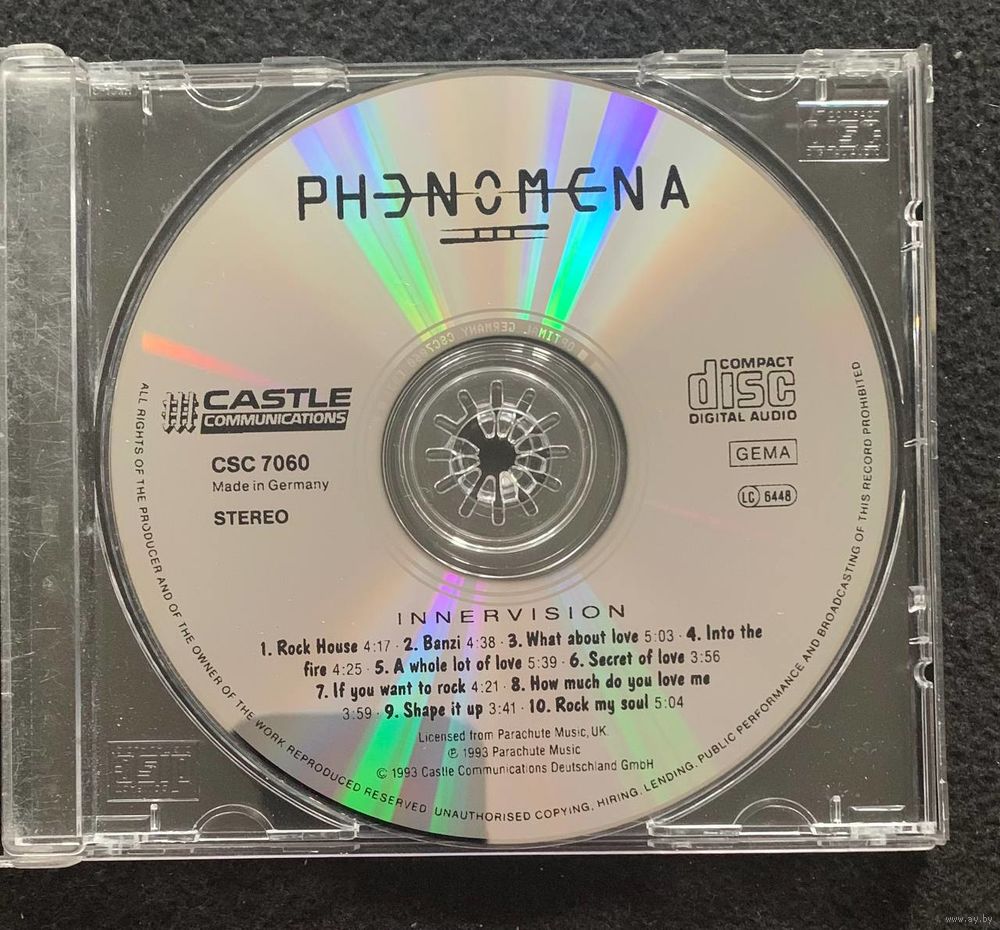 PHENOMENA
III
CASTLE
COMMUNICATIONS
CSC 7060
Made in Germany
STEREO
COMPACT
disc
DIGITAL AUDIO
GEMA
LC 6448
OPTIMAL GERMANY
INNERVISION
1. Rock House 4:17 · 2. Banzi 4:38 · 3. What about love 5:03 · 4. Into the
fire 4:25 · 5. A whole lot of love 5:39 · 6. Secret of love 3:56
7. If you want to rock 4:21 · 8. How much do you love me
3:59 · 9. Shape it up 3:41 · 10. Rock my soul 5:04
Licensed from Parachute Music, UK.
℗ 1993 Parachute Music
© 1993 Castle Communications Deutschland GmbH
ALL RIGHTS OF THE PRODUCER AND OF THE OWNER OF THE WORK REPRODUCED RESERVED. UNAUTHORISED COPYING, HIRING, LENDING, PUBLIC PERFORMANCE AND BROADCASTING OF THIS RECORD PROHIBITED
www.ay.by